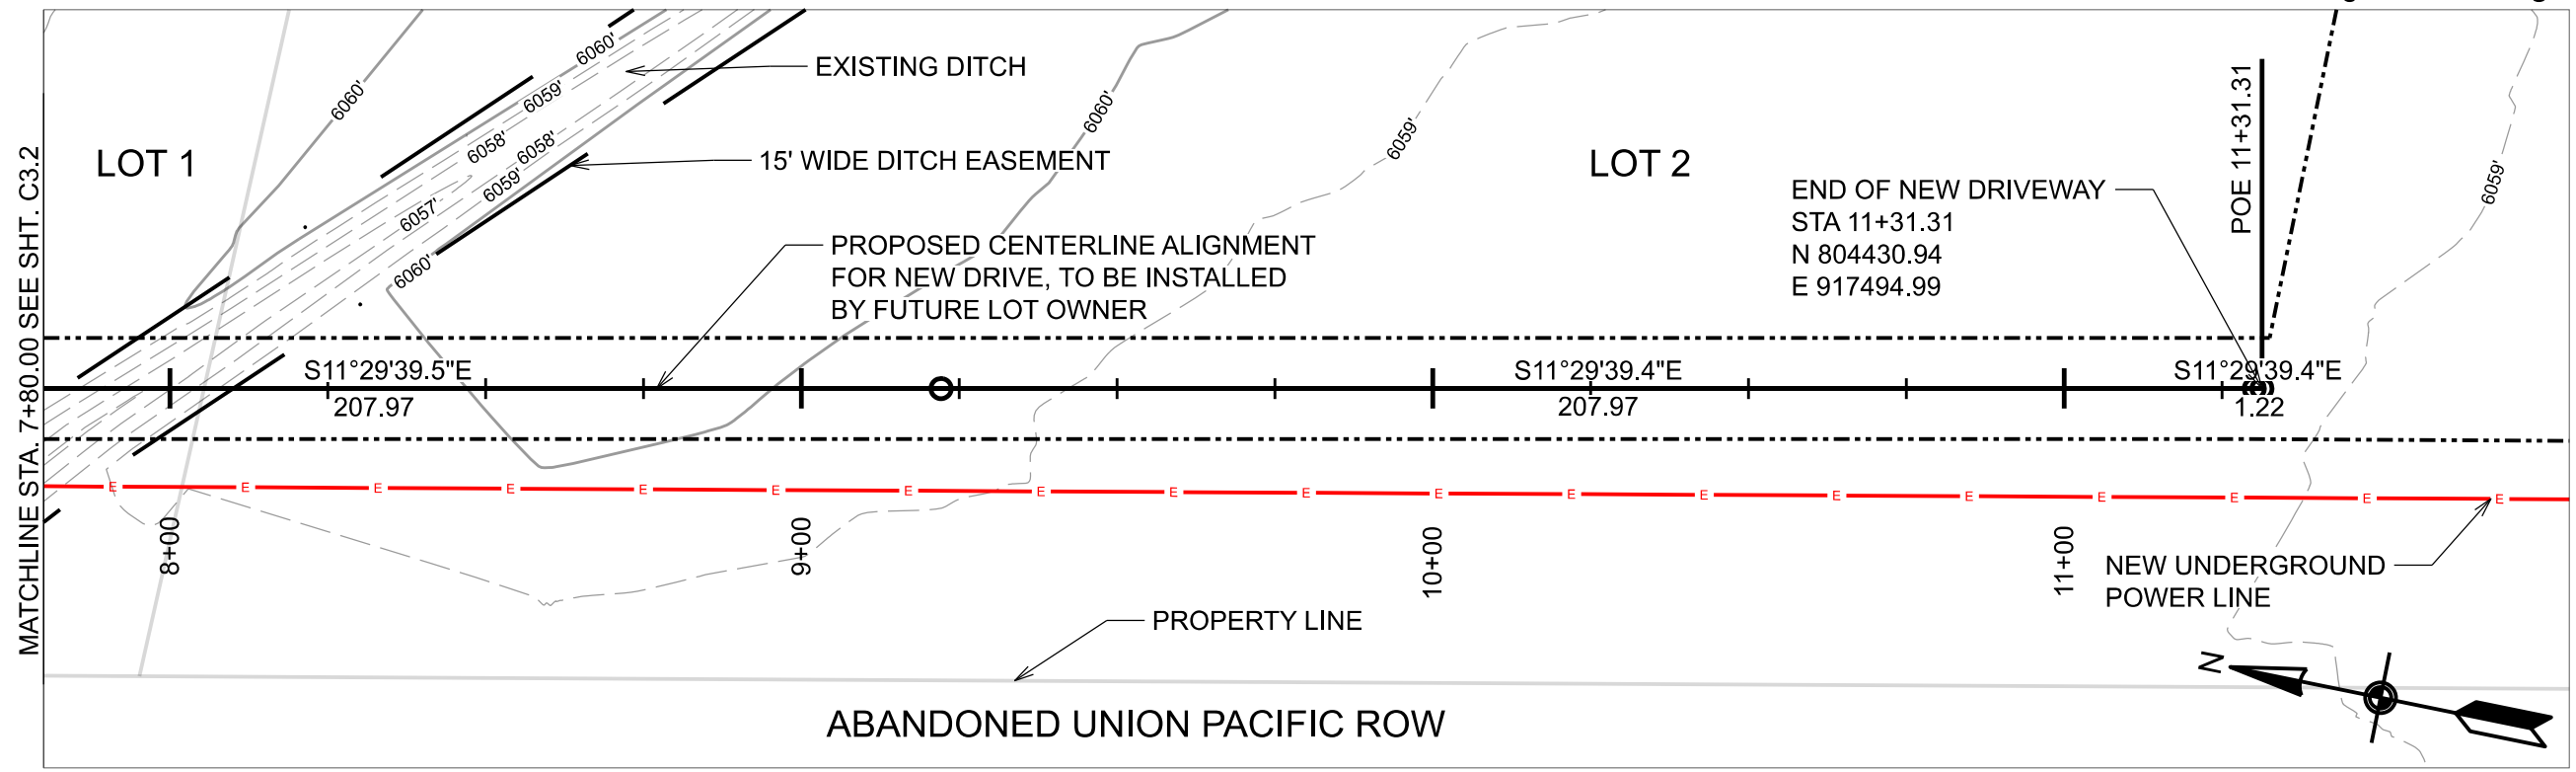 MATCHLINE STA. 7+80.00 SEE SHT. C3.2
LOT 1
6060'
6060'
6059'
6058'
6058'
6059'
6057'
6060'
EXISTING DITCH
15' WIDE DITCH EASEMENT
PROPOSED CENTERLINE ALIGNMENT
FOR NEW DRIVE, TO BE INSTALLED
BY FUTURE LOT OWNER
6060'
6059'
LOT 2
END OF NEW DRIVEWAY
STA 11+31.31
N 804430.94
E 917494.99
POE 11+31.31
6059'
S11°29'39.5"E
207.97
S11°29'39.4"E
207.97
S11°29'39.4"E
1.22
E E E E E E E E E E E E E E E E E E E
8+00
9+00
10+00
11+00
NEW UNDERGROUND
POWER LINE
PROPERTY LINE
N
ABANDONED UNION PACIFIC ROW